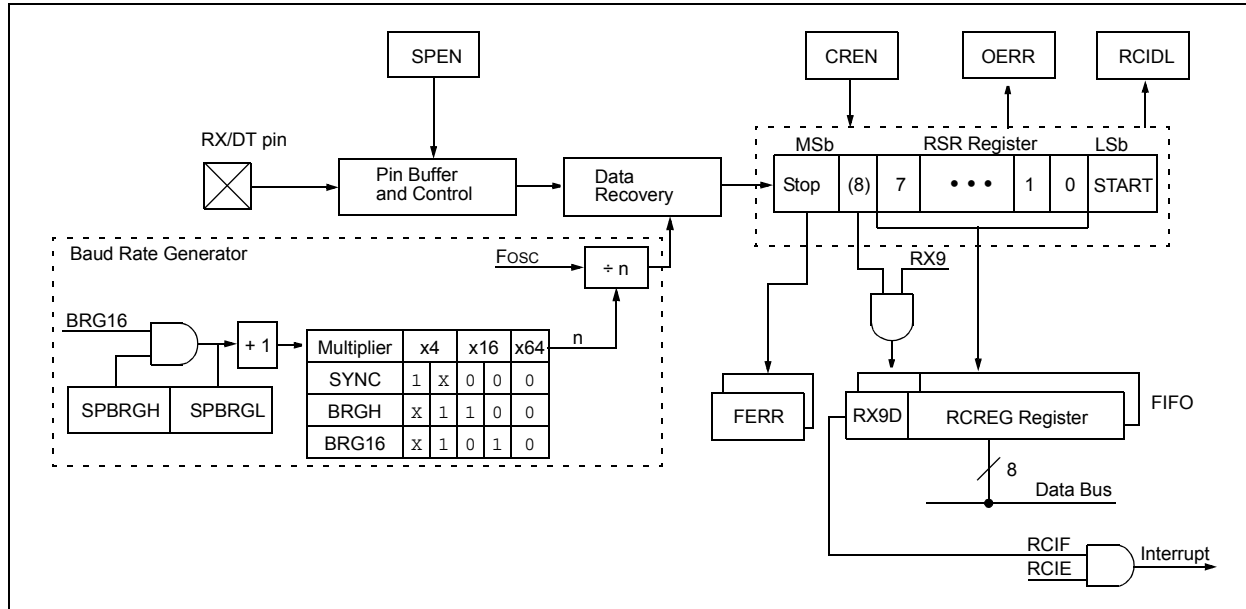 SPEN
CREN
OERR
RCIDL
RX/DT pin
Pin Buffer
and Control
Data
Recovery
MSb
RSR Register
LSb
Stop
(8)
7
• • •
1
0
START
Baud Rate Generator
FOSC
÷ n
RX9
BRG16
+ 1
n
Multiplier x4 x16 x64
SYNC 1 X 0 0 0
BRGH X 1 1 0 0
BRG16 X 1 0 1 0
SPBRGH
SPBRGL
FERR
RX9D
RCREG Register
FIFO
8
Data Bus
RCIF
RCIE
Interrupt